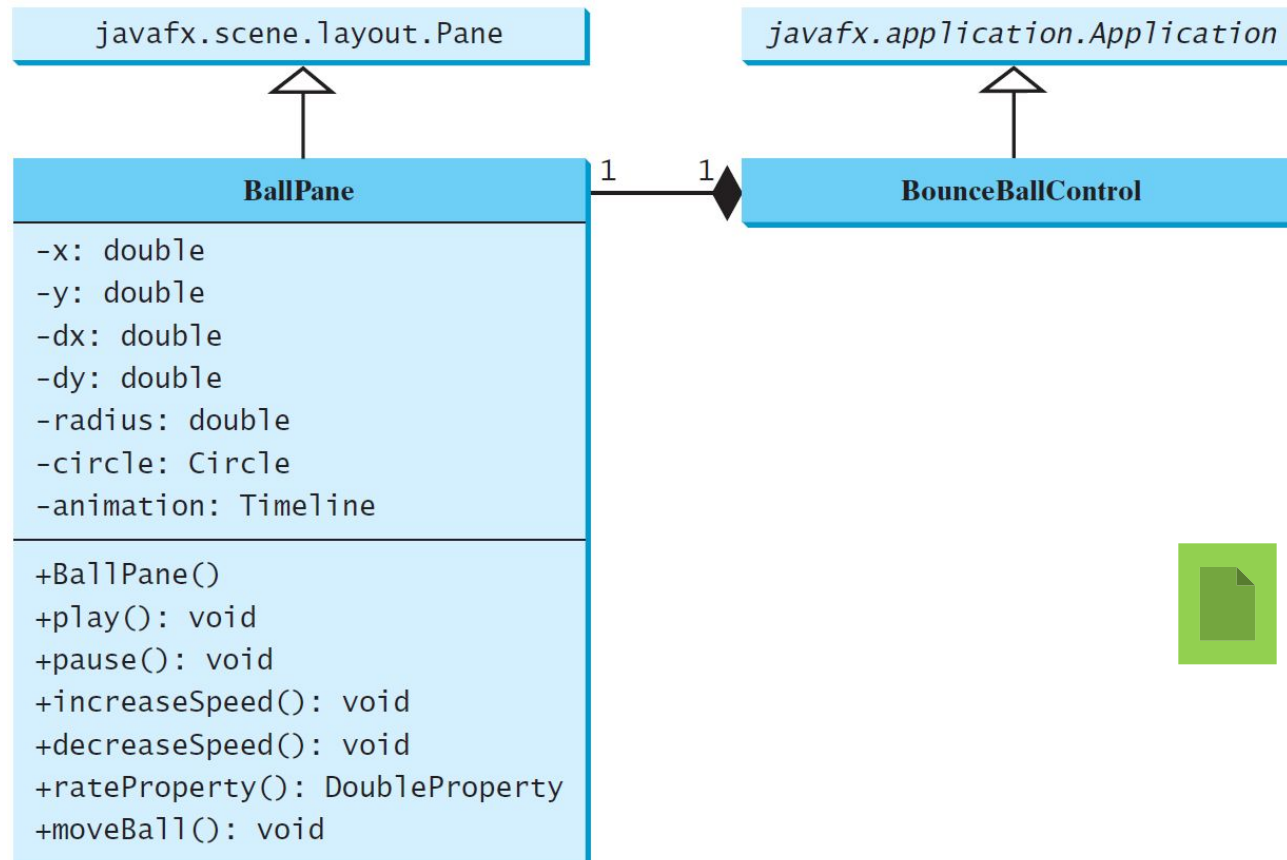 javafx.scene.layout.Pane
javafx.application.Application
BallPane
1
1
BounceBallControl
-x: double
-y: double
-dx: double
-dy: double
-radius: double
-circle: Circle
-animation: Timeline
+BallPane()
+play(): void
+pause(): void
+increaseSpeed(): void
+decreaseSpeed(): void
+rateProperty(): DoubleProperty
+moveBall(): void